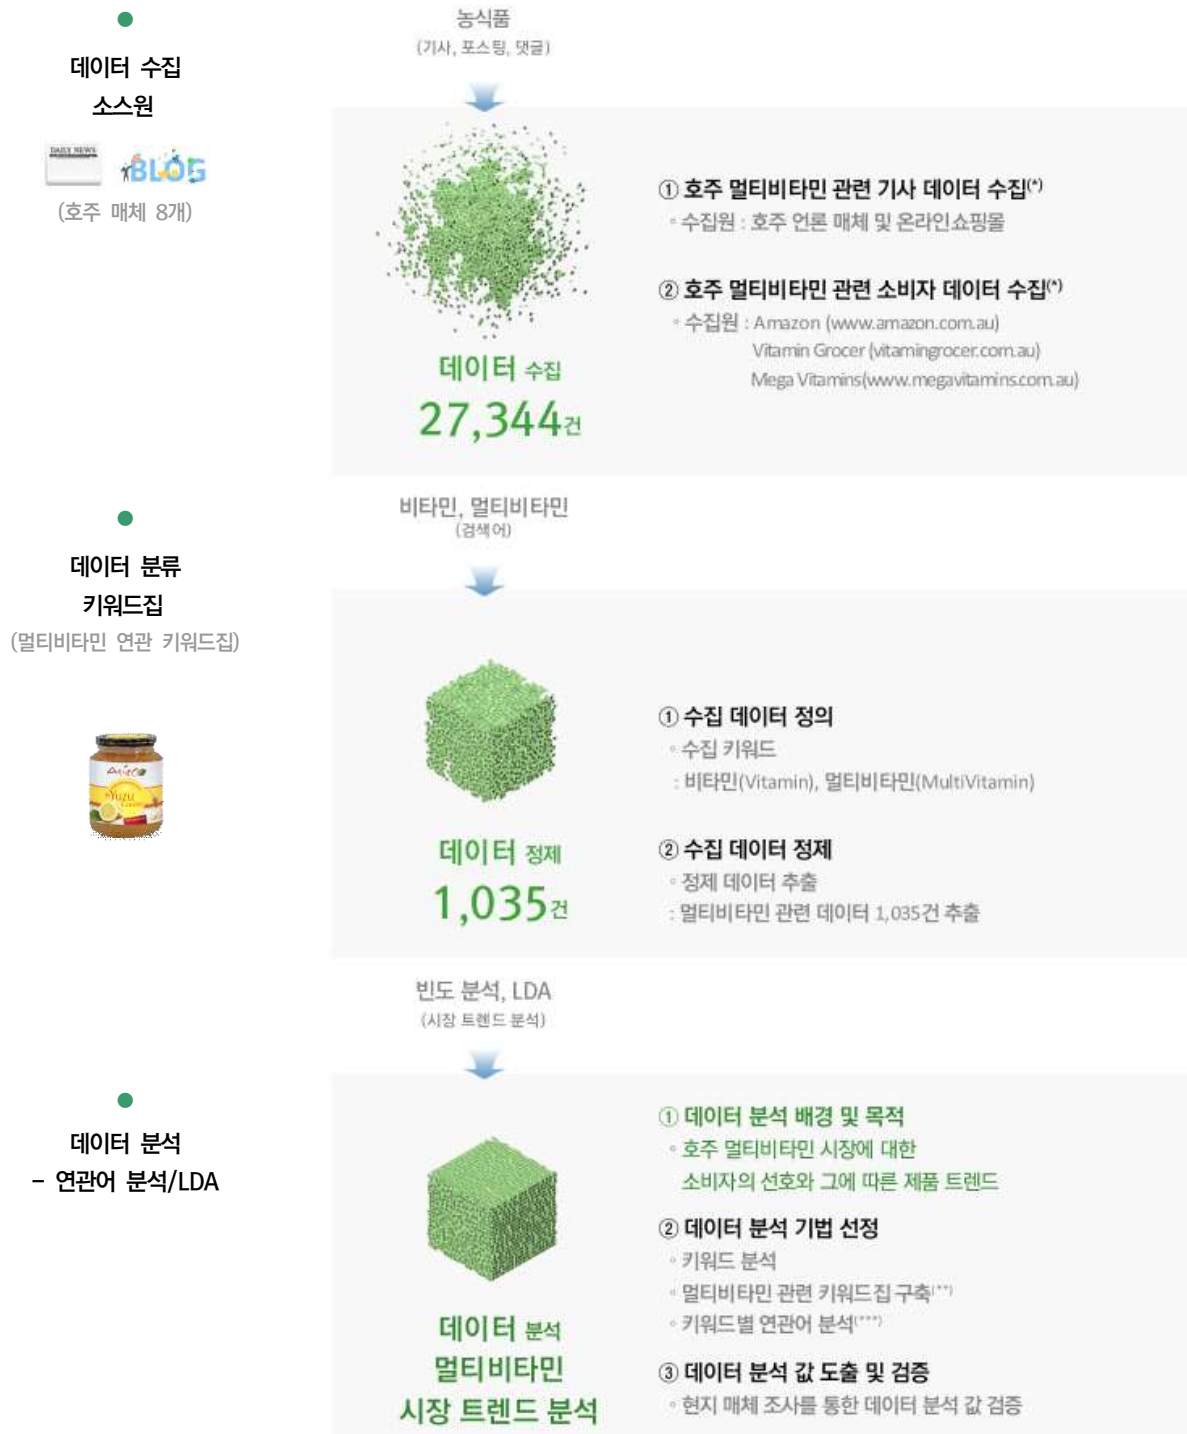 데이터 수집
소스원
DAILY NEWS
BLOG
(호주 매체 8개)
농식품
(기사, 포스팅, 댓글)
데이터 수집
27,344건
① 호주 멀티비타민 관련 기사 데이터 수집(*)
◦ 수집원 : 호주 언론 매체 및 온라인쇼핑몰
② 호주 멀티비타민 관련 소비자 데이터 수집(*)
◦ 수집원 : Amazon (www.amazon.com.au)
Vitamin Grocer (vitamingrocer.com.au)
Mega Vitamins(www.megavitamins.com.au)
데이터 분류
키워드집
(멀티비타민 연관 키워드집)
Yuzu
비타민, 멀티비타민
(검색어)
데이터 정제
1,035건
① 수집 데이터 정의
◦ 수집 키워드
: 비타민(Vitamin), 멀티비타민(MultiVitamin)
② 수집 데이터 정제
◦ 정제 데이터 추출
: 멀티비타민 관련 데이터 1,035건 추출
데이터 분석
- 연관어 분석/LDA
빈도 분석, LDA
(시장 트렌드 분석)
데이터 분석
멀티비타민
시장 트렌드 분석
① 데이터 분석 배경 및 목적
◦ 호주 멀티비타민 시장에 대한
소비자의 선호와 그에 따른 제품 트렌드
② 데이터 분석 기법 선정
◦ 키워드 분석
◦ 멀티비타민 관련 키워드집 구축(**)
◦ 키워드별 연관어 분석(***)
③ 데이터 분석 값 도출 및 검증
◦ 현지 매체 조사를 통한 데이터 분석 값 검증